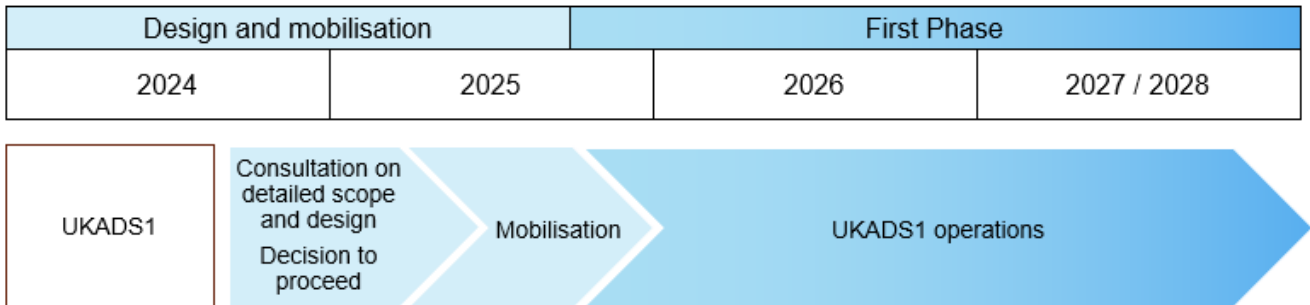 Design and mobilisation
First Phase
2024
2025
2026
2027 / 2028
UKADS1
Consultation on
detailed scope
and design
Decision to
proceed
Mobilisation
UKADS1 operations